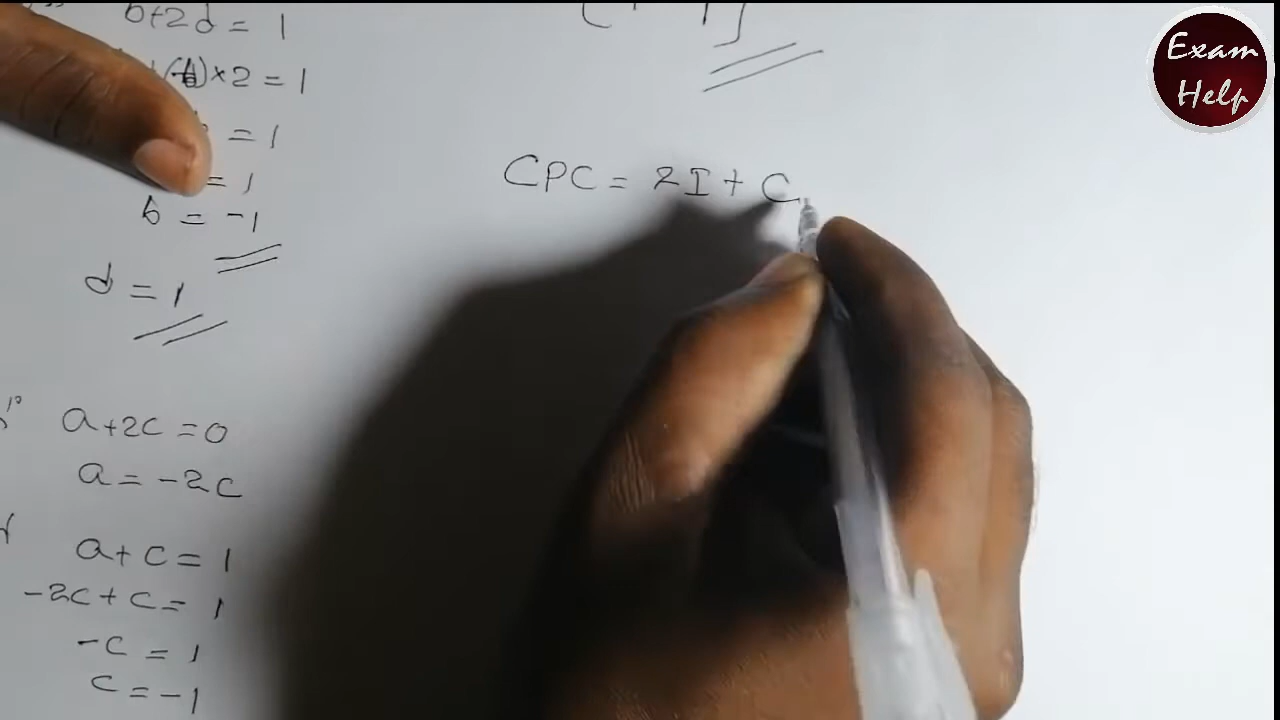 b+2d = 1
×2 = 1
= 1
= 1
b = -1
d = 1
a+2c = 0
a = -2c
a+c = 1
-2c+c = 1
-c = 1
c = -1
CPC = 2I + C
Exam
Help